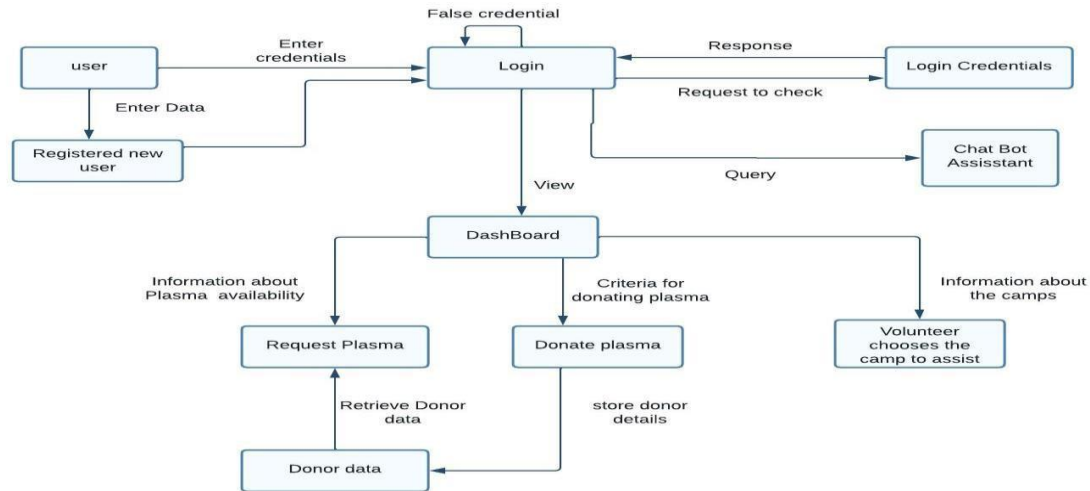 False credential
Enter
credentials
Response
user
Login
Login Credentials
Enter Data
Request to check
Registered new
user
Chat Bot
Assisstant
Query
View
DashBoard
Information about
Plasma availability
Criteria for
donating plasma
Information about
the camps
Request Plasma
Donate plasma
Volunteer
chooses the
camp to assist
Retrieve Donor
data
store donor
details
Donor data